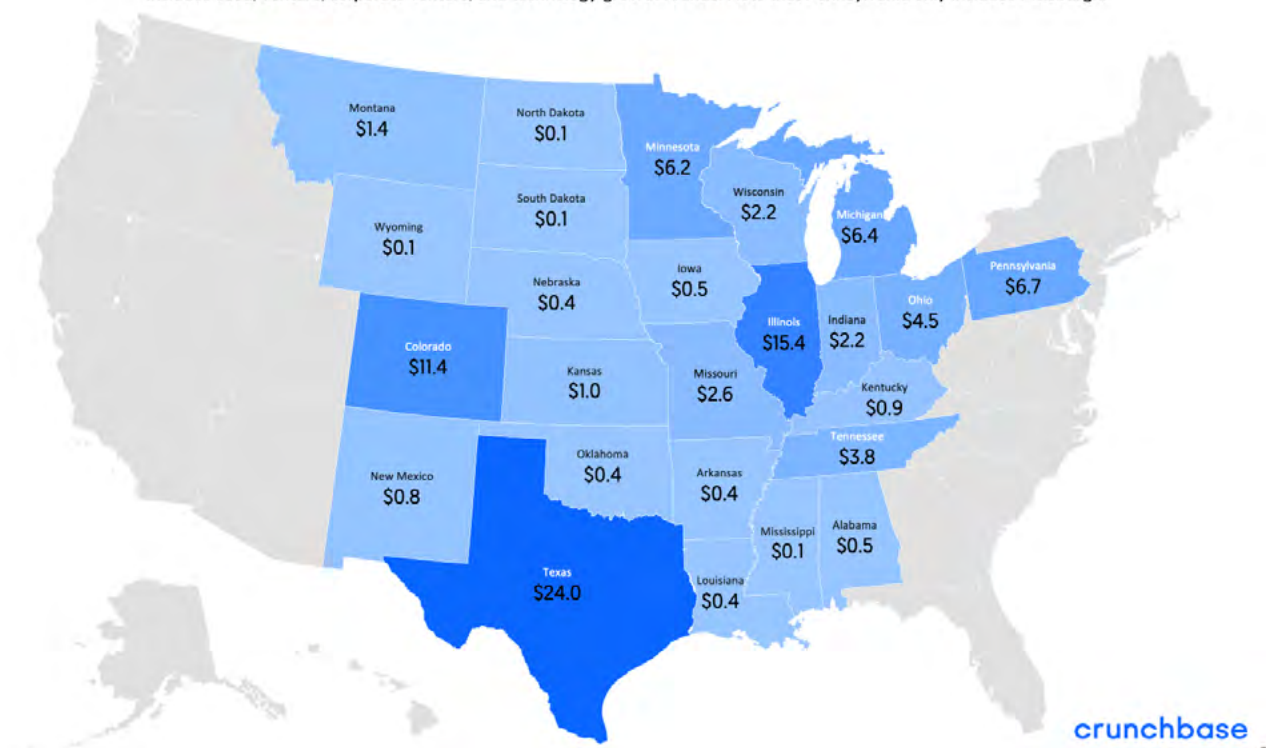 Montana
$1.4
North Dakota
$0.1
Minnesota
$6.2
South Dakota
$0.1
Wisconsin
$2.2
Michigan
$6.4
Wyoming
$0.1
Nebraska
$0.4
Iowa
$0.5
Pennsylvania
$6.7
Illinois
$15.4
Indiana
$2.2
Ohio
$4.5
Colorado
$11.4
Kansas
$1.0
Missouri
$2.6
Kentucky
$0.9
Tennessee
$3.8
New Mexico
$0.8
Oklahoma
$0.4
Arkansas
$0.4
Mississippi
$0.1
Alabama
$0.5
Texas
$24.0
Louisiana
$0.4
crunchbase